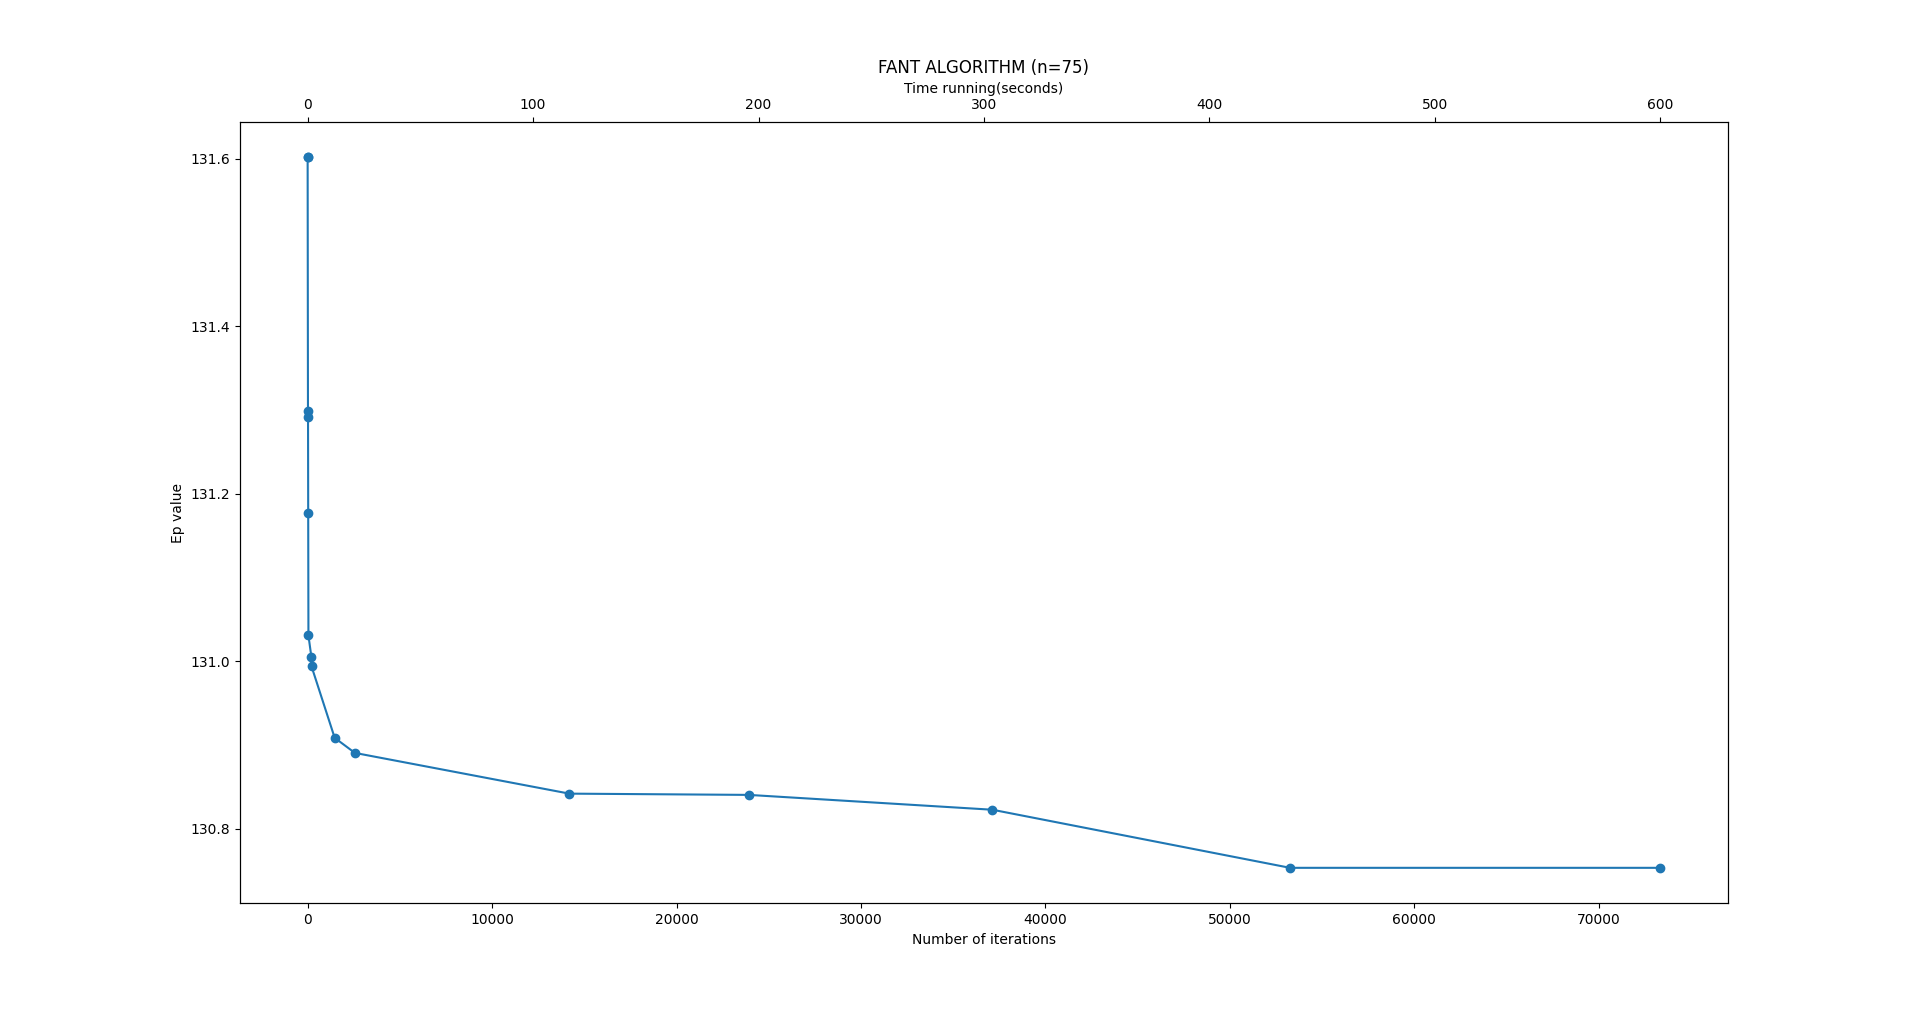 FANT ALGORITHM (n=75)
Time running(seconds)
0 100 200 300 400 500 600
131.6
131.4
131.2
131.0
130.8
Ep value
0 10000 20000 30000 40000 50000 60000 70000
Number of iterations